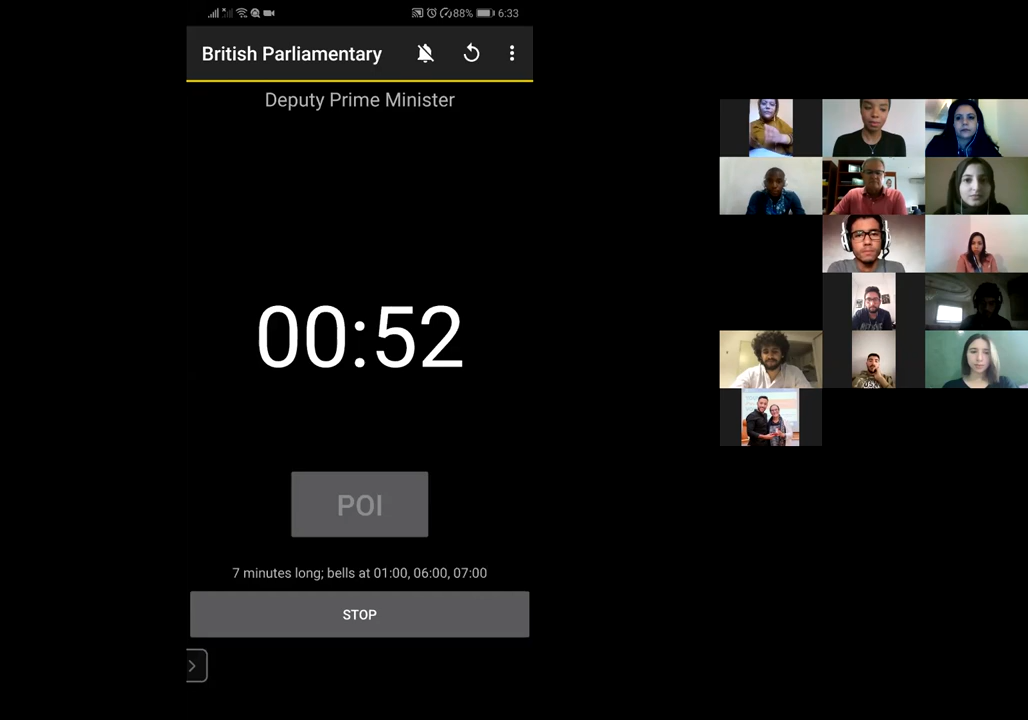 88% 6:33
British Parliamentary
Deputy Prime Minister
00:52
POI
7 minutes long; bells at 01:00, 06:00, 07:00
STOP